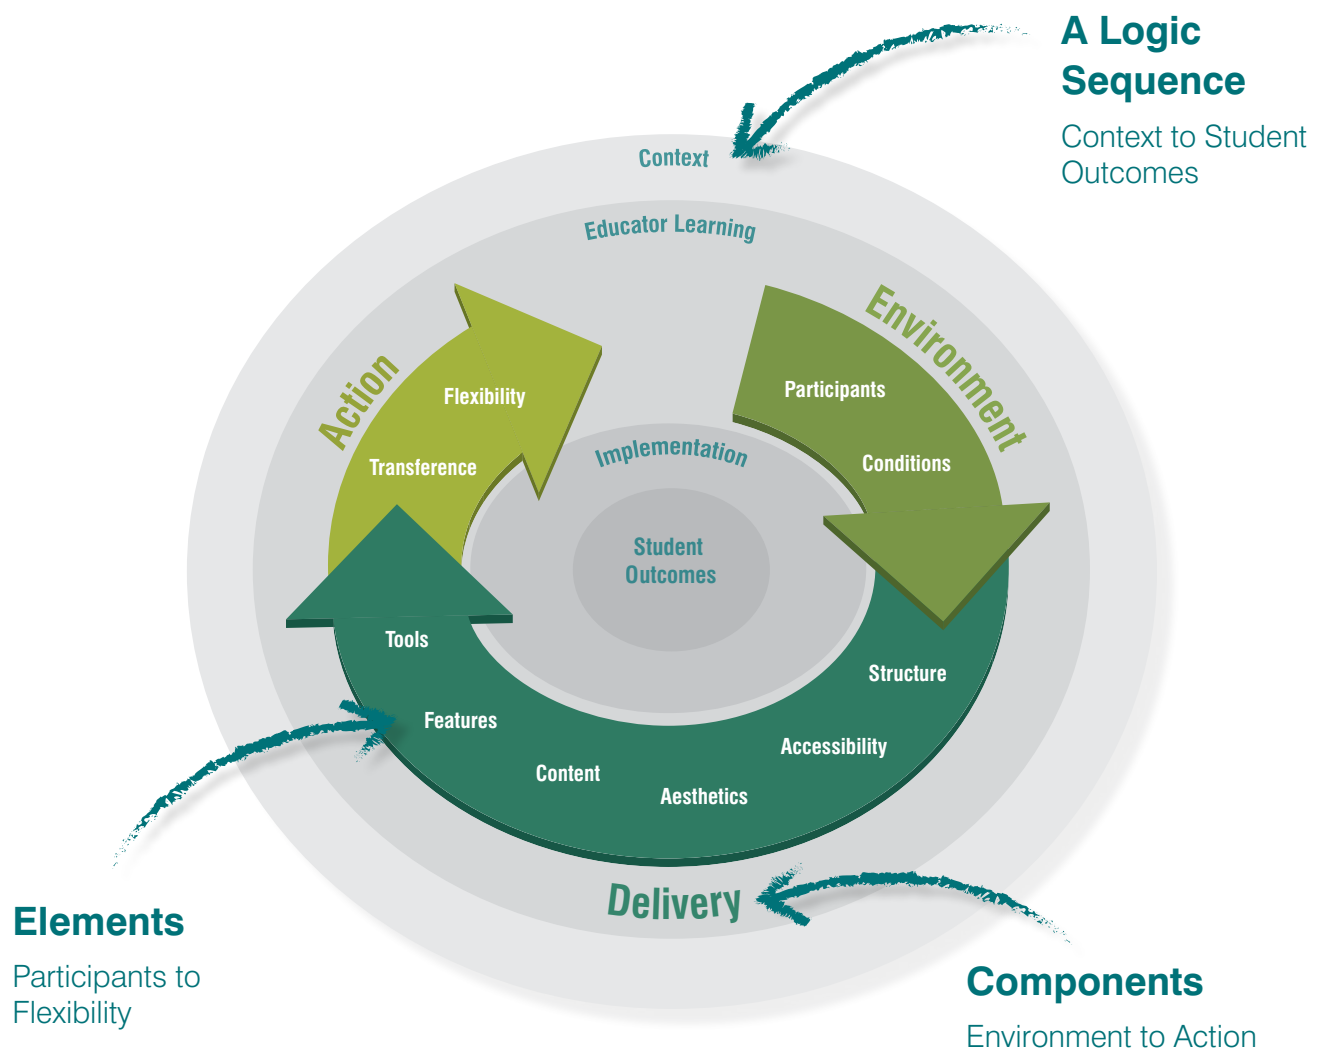 A Logic
Sequence
Context to Student
Outcomes
Context
Educator Learning
Environment
Action
Participants
Flexibility
Conditions
Transference
Implementation
Student
Outcomes
Tools
Structure
Features
Accessibility
Content
Aesthetics
Delivery
Elements
Participants to
Flexibility
Components
Environment to Action